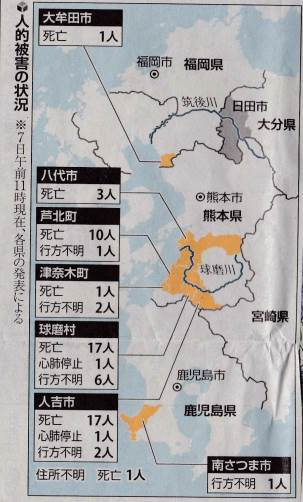 人的被害の状況
※7日午前11時現在、各県の発表による
大牟田市
死亡 1人
福岡市
福岡県
筑後川
日田市
大分県
八代市
死亡 3人
熊本市
熊本県
芦北町
死亡 10人
行方不明 1人
津奈木町
死亡 1人
行方不明 2人
球磨川
宮崎県
球磨村
死亡 17人
心肺停止 1人
行方不明 6人
人吉市
死亡 17人
心肺停止 1人
行方不明 2人
鹿児島市
鹿児島県
住所不明 死亡 1人
南さつま市
行方不明 1人